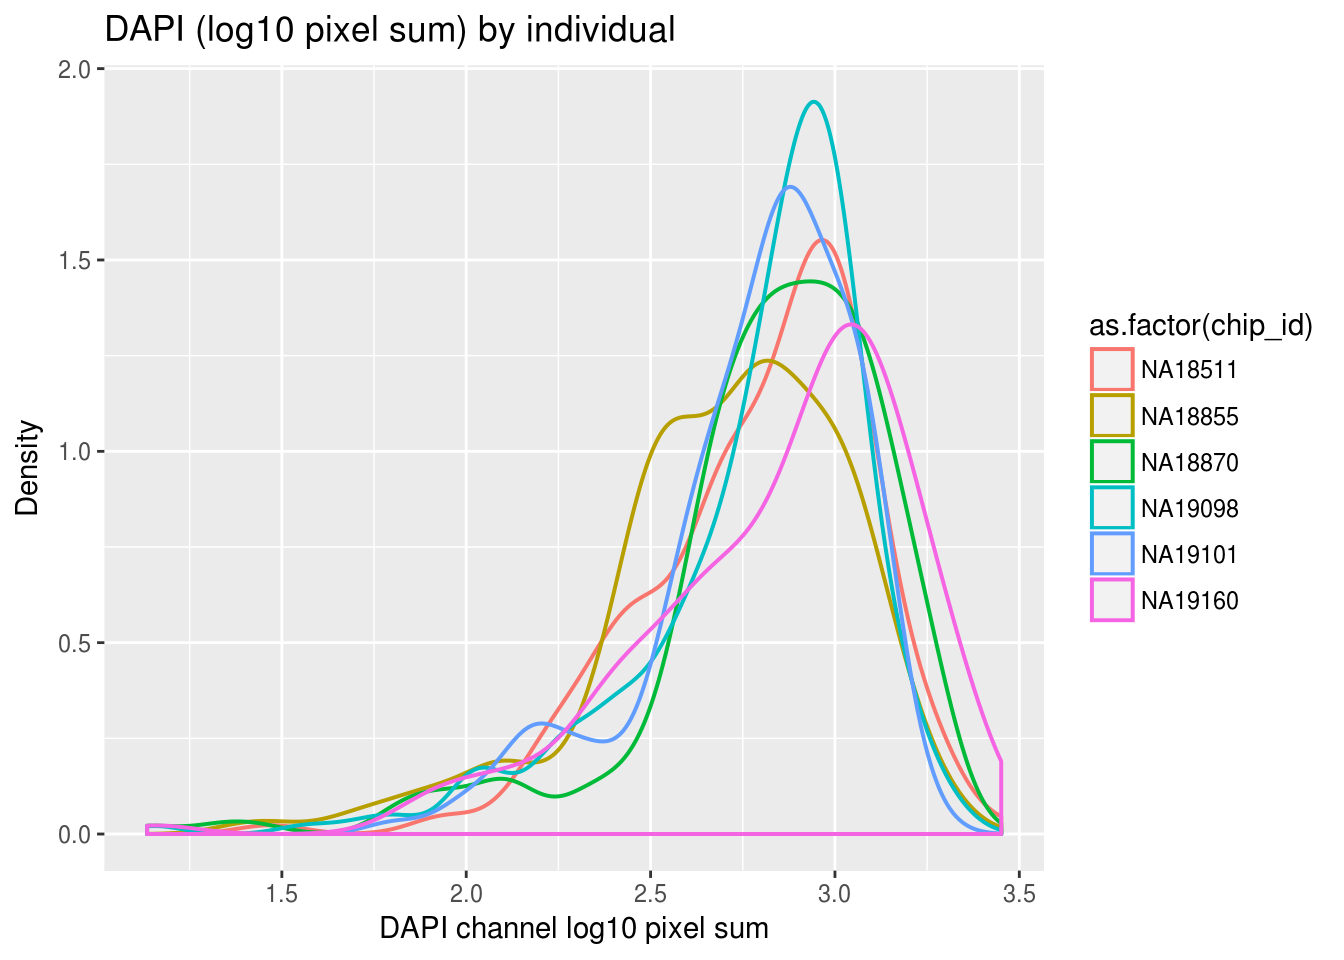 DAPI (log10 pixel sum) by individual
2.0
1.5
1.0
0.5
0.0
Density
1.5
2.0
2.5
3.0
3.5
DAPI channel log10 pixel sum
as.factor(chip_id)
NA18511
NA18855
NA18870
NA19098
NA19101
NA19160